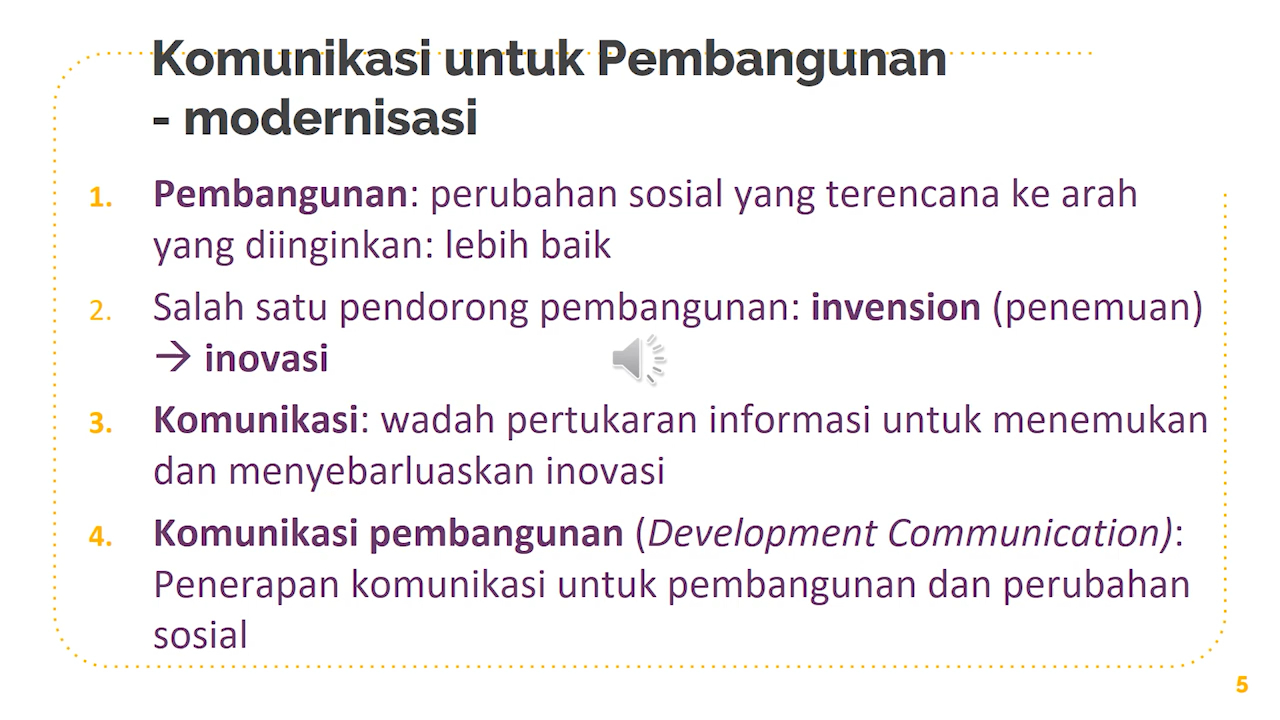 Komunikasi untuk Pembangunan
- modernisasi
1. Pembangunan: perubahan sosial yang terencana ke arah
yang diinginkan: lebih baik
2. Salah satu pendorong pembangunan: invension (penemuan)
→ inovasi
3. Komunikasi: wadah pertukaran informasi untuk menemukan
dan menyebarluaskan inovasi
4. Komunikasi pembangunan (Development Communication):
Penerapan komunikasi untuk pembangunan dan perubahan
sosial
5